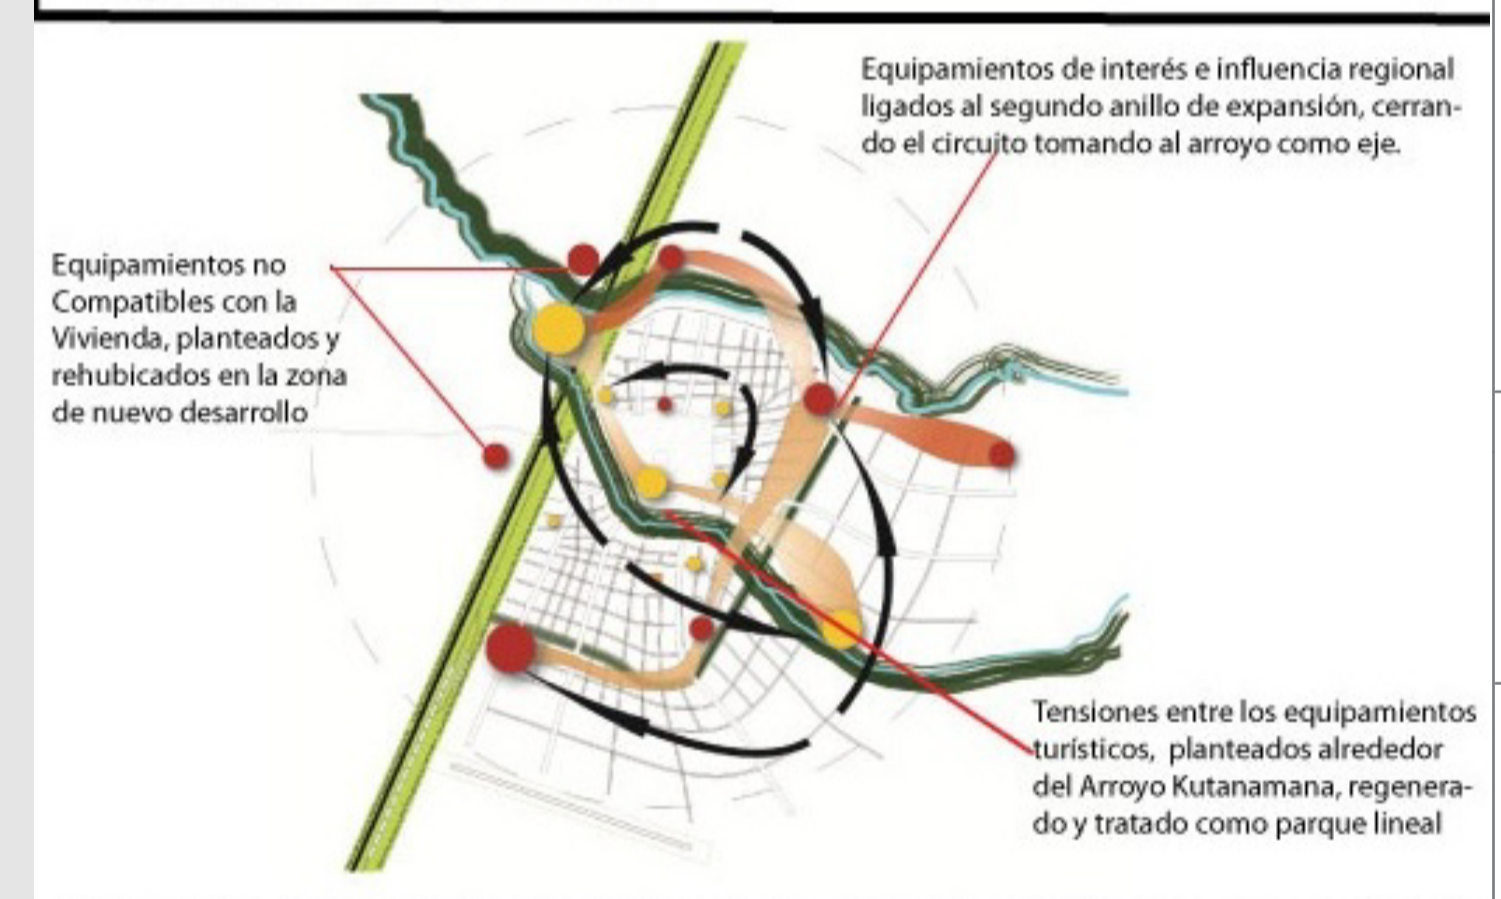 Equipamientos de interés e influencia regional
ligados al segundo anillo de expansión, cerran-
do el circuito tomando al arroyo como eje.
Equipamientos no
Compatibles con la
Vivienda, planteados y
rehubicados en la zona
de nuevo desarrollo
Tensiones entre los equipamientos
turísticos, planteados alrededor
del Arroyo Kutanamana, regenera-
do y tratado como parque lineal